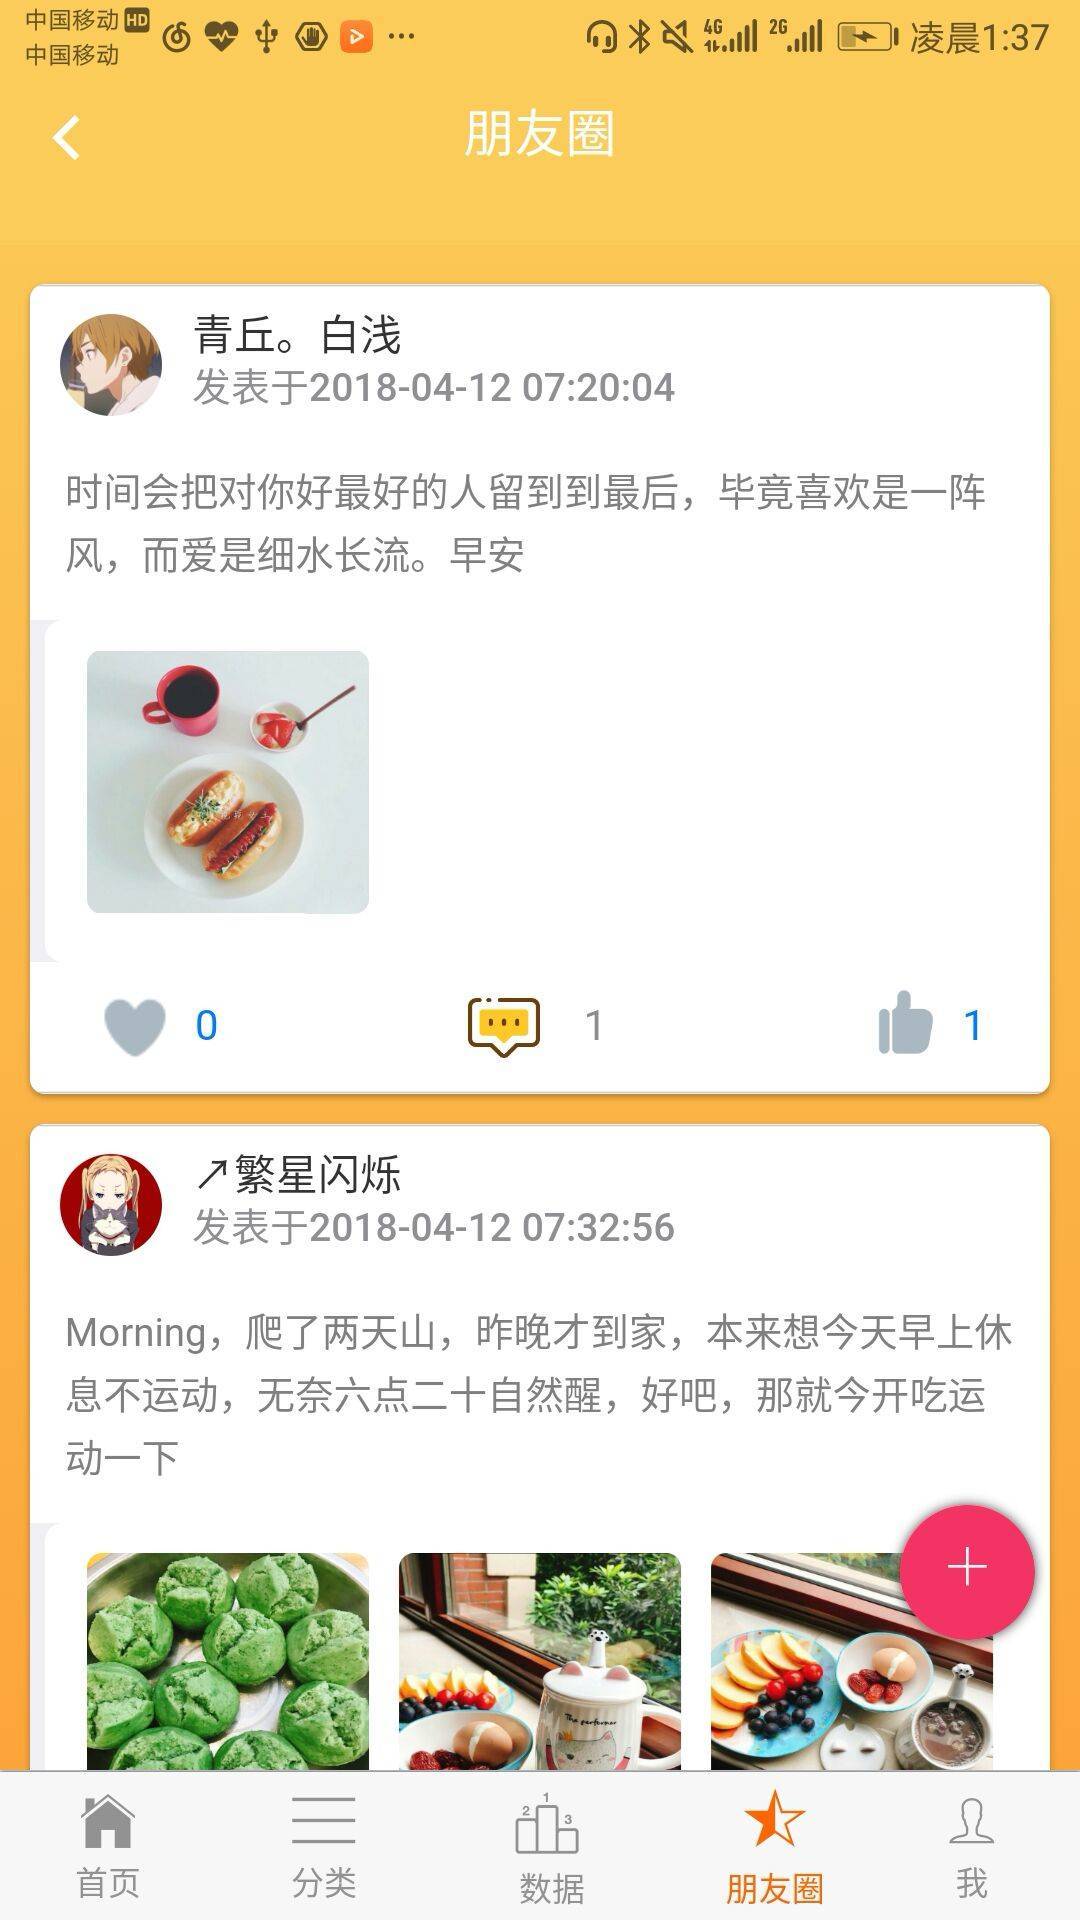 中国移动 HD
中国移动
4G
2G
凌晨1:37
朋友圈
青丘。白浅
发表于2018-04-12 07:20:04
时间会把对你好最好的人留到到最后，毕竟喜欢是一阵
风，而爱是细水长流。早安
0
1
1
↗繁星闪烁
发表于2018-04-12 07:32:56
Morning，爬了两天山，昨晚才到家，本来想今天早上休
息不运动，无奈六点二十自然醒，好吧，那就今开吃运
动一下
The performer
首页
分类
2 1 3
数据
朋友圈
我